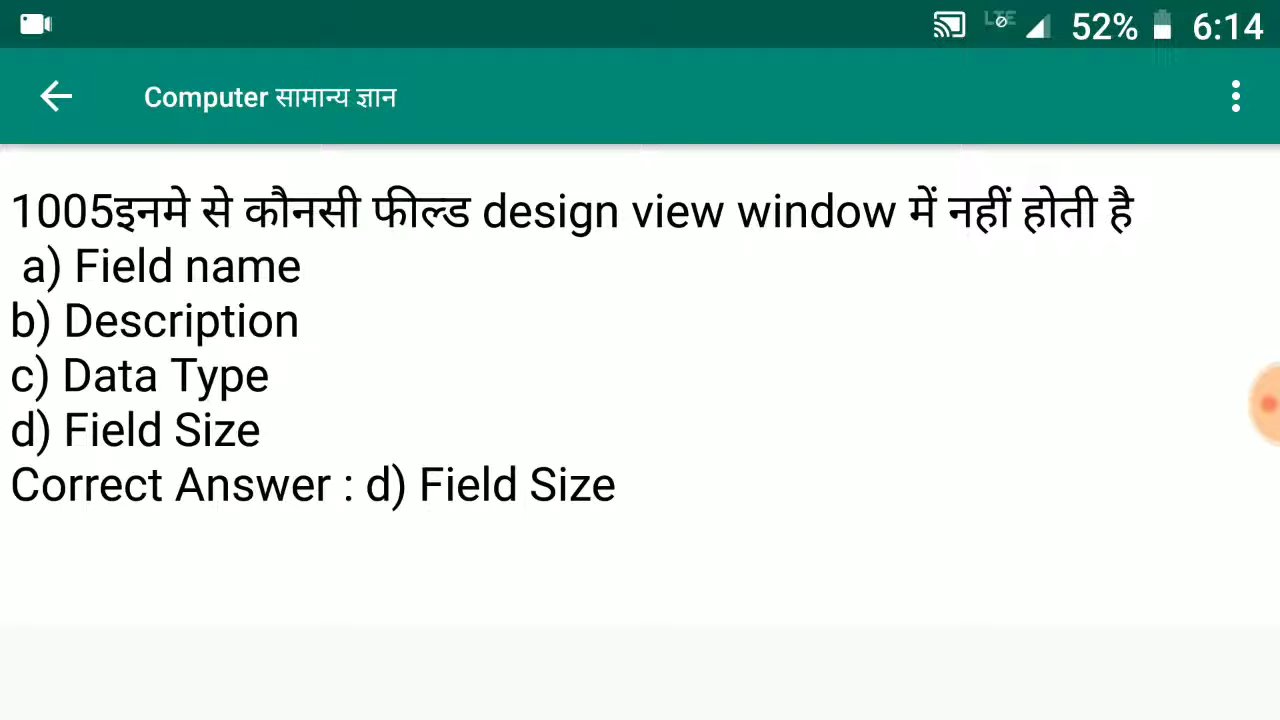 52% 6:14
Computer सामान्य ज्ञान
1005इनमे से कौनसी फील्ड design view window में नहीं होती है
a) Field name
b) Description
c) Data Type
d) Field Size
Correct Answer : d) Field Size